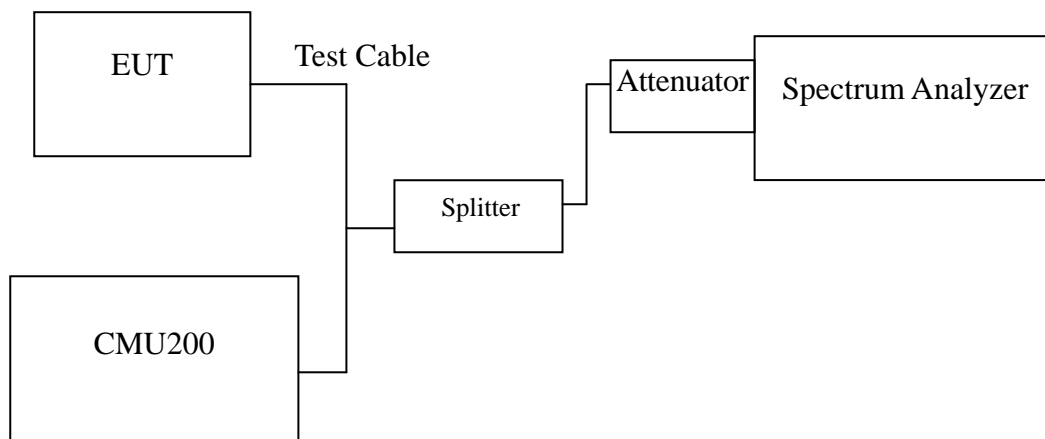 EUT
Test Cable
Attenuator
Spectrum Analyzer
Splitter
CMU200